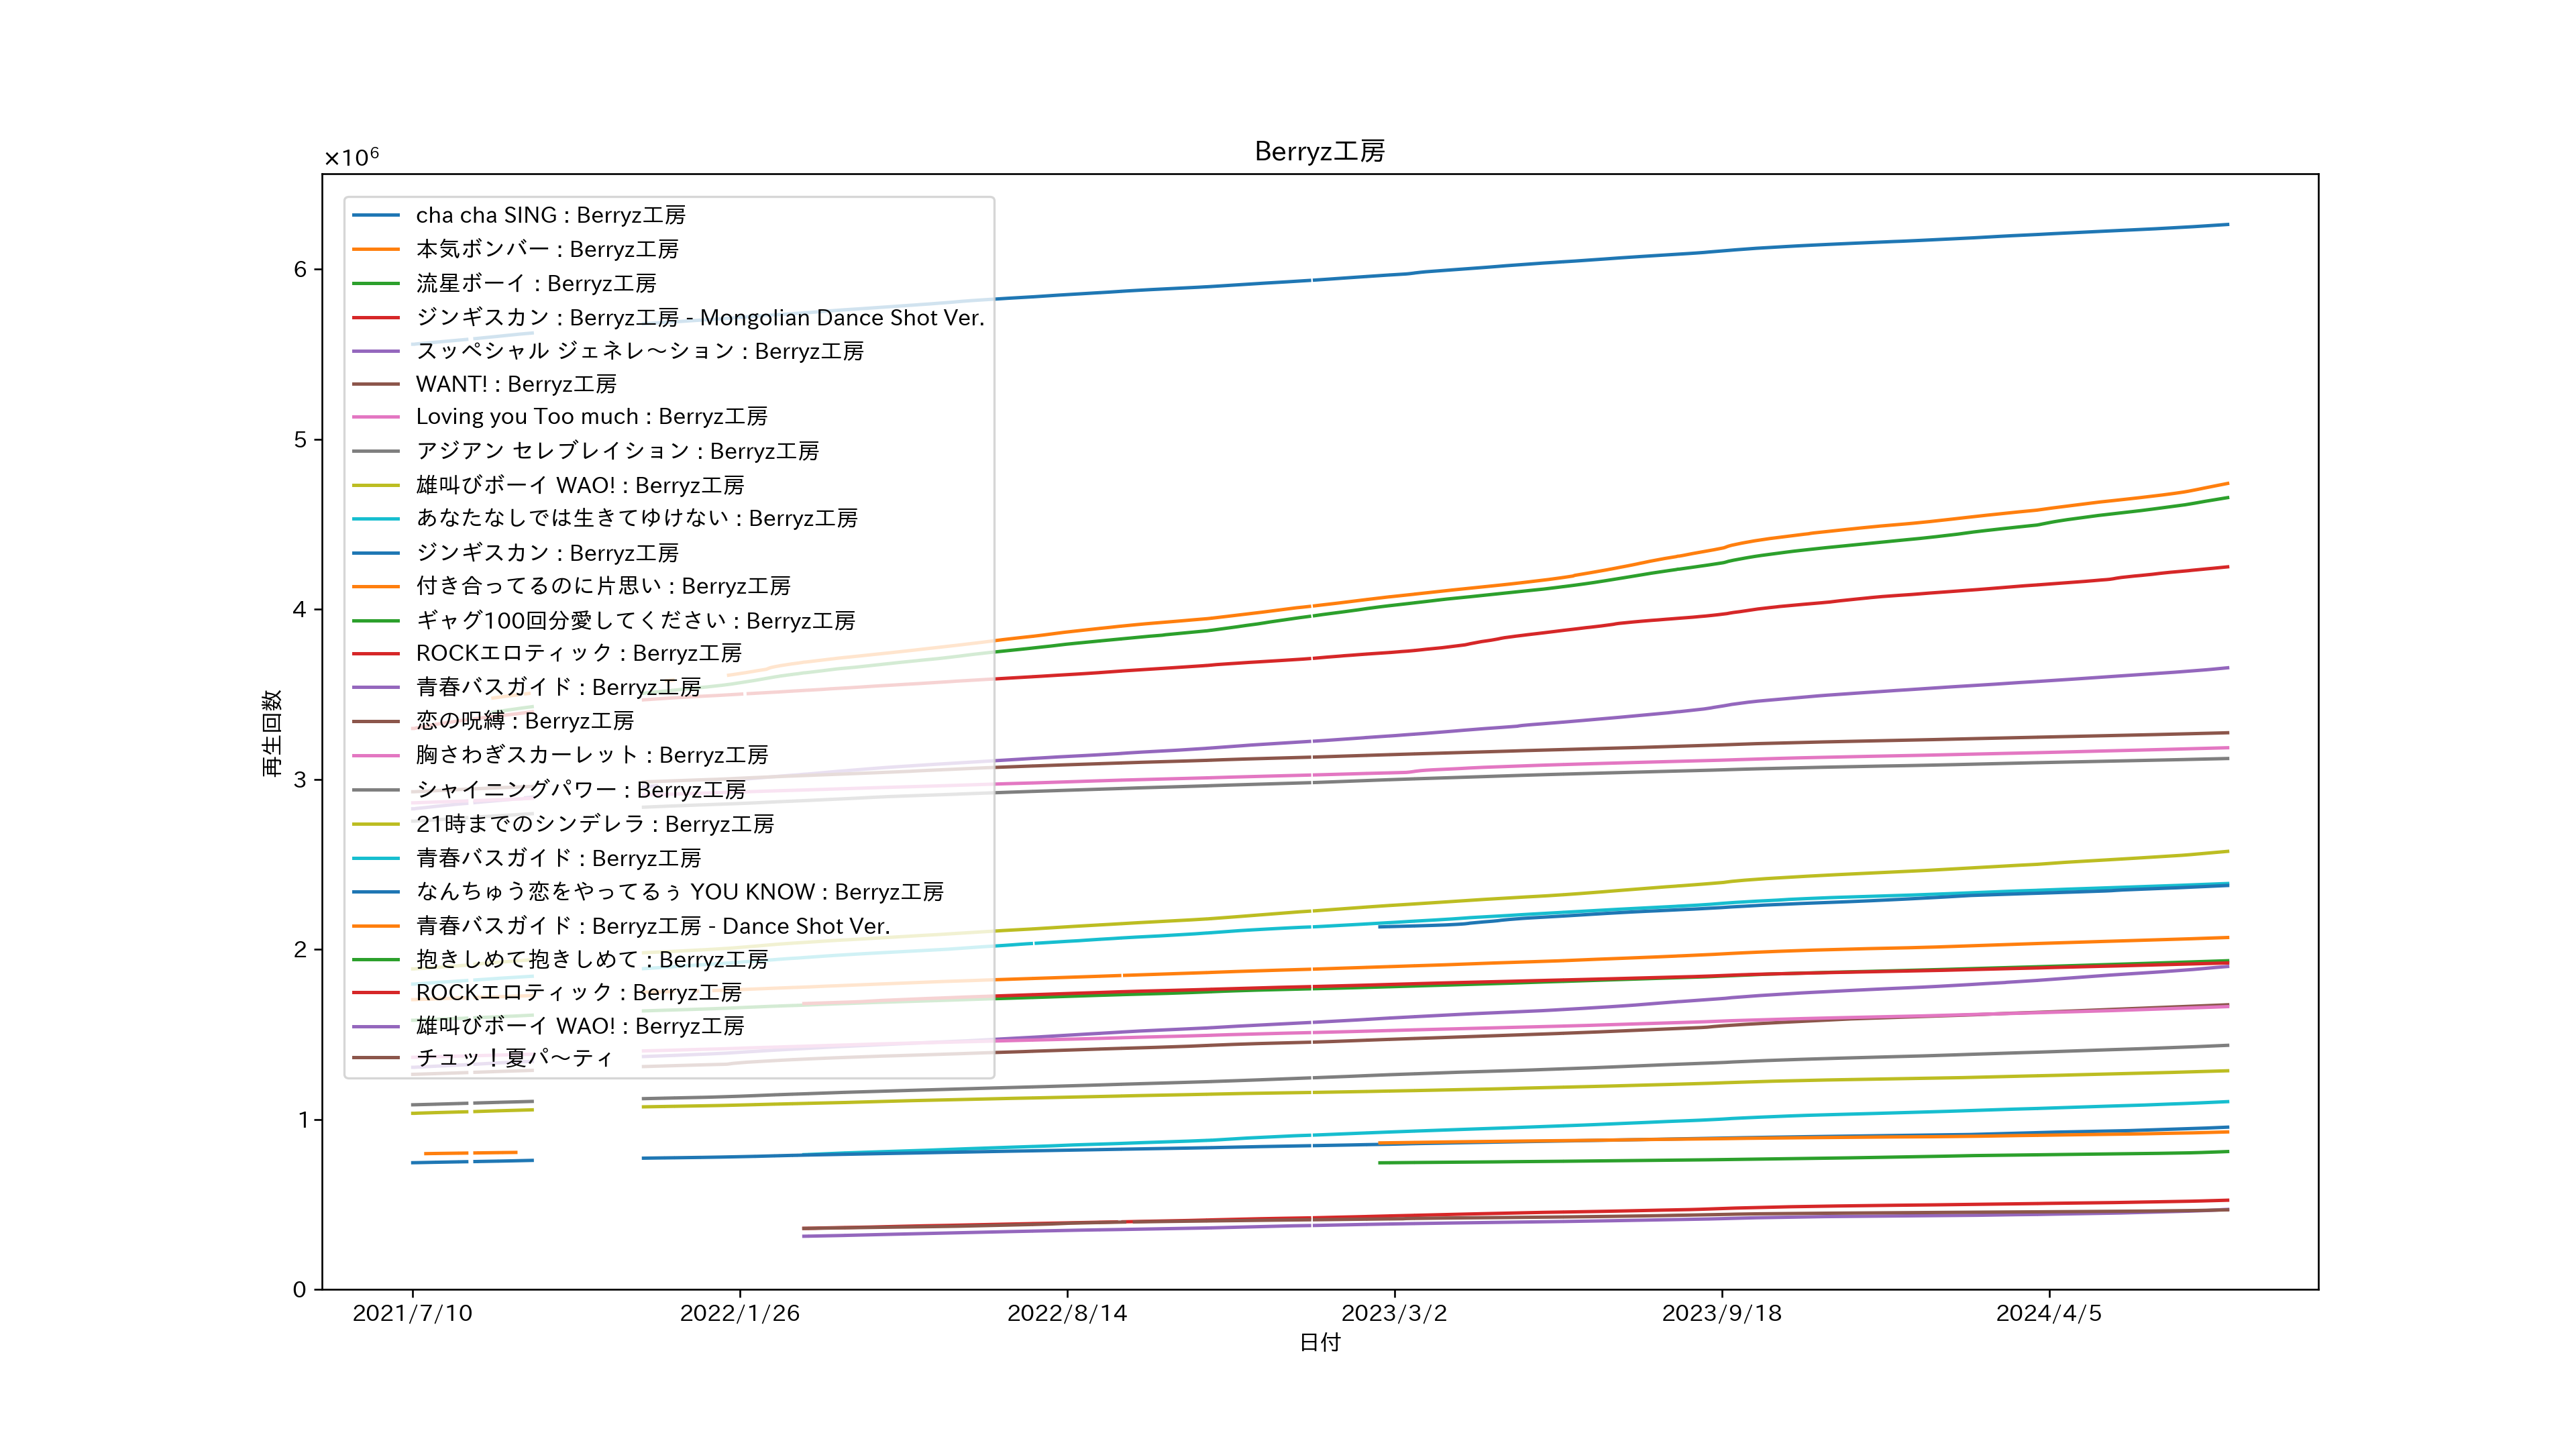 Berryz工房
×10⁶
cha cha SING : Berryz工房
本気ボンバー : Berryz工房
流星ボーイ : Berryz工房
ジンギスカン : Berryz工房 - Mongolian Dance Shot Ver.
スッペシャル ジェネレ〜ション : Berryz工房
WANT! : Berryz工房
Loving you Too much : Berryz工房
アジアン セレブレイション : Berryz工房
雄叫びボーイ WAO! : Berryz工房
あなたなしでは生きてゆけない : Berryz工房
ジンギスカン : Berryz工房
付き合ってるのに片思い : Berryz工房
ギャグ100回分愛してください : Berryz工房
ROCKエロティック : Berryz工房
青春バスガイド : Berryz工房
恋の呪縛 : Berryz工房
胸さわぎスカーレット : Berryz工房
シャイニングパワー : Berryz工房
21時までのシンデレラ : Berryz工房
青春バスガイド : Berryz工房
なんちゅう恋をやってるぅ YOU KNOW : Berryz工房
青春バスガイド : Berryz工房 - Dance Shot Ver.
抱きしめて抱きしめて : Berryz工房
ROCKエロティック : Berryz工房
雄叫びボーイ WAO! : Berryz工房
チュッ！夏パ〜ティ
6
5
4
3
2
1
0
再生回数
2021/7/10 2022/1/26 2022/8/14 2023/3/2 2023/9/18 2024/4/5
日付